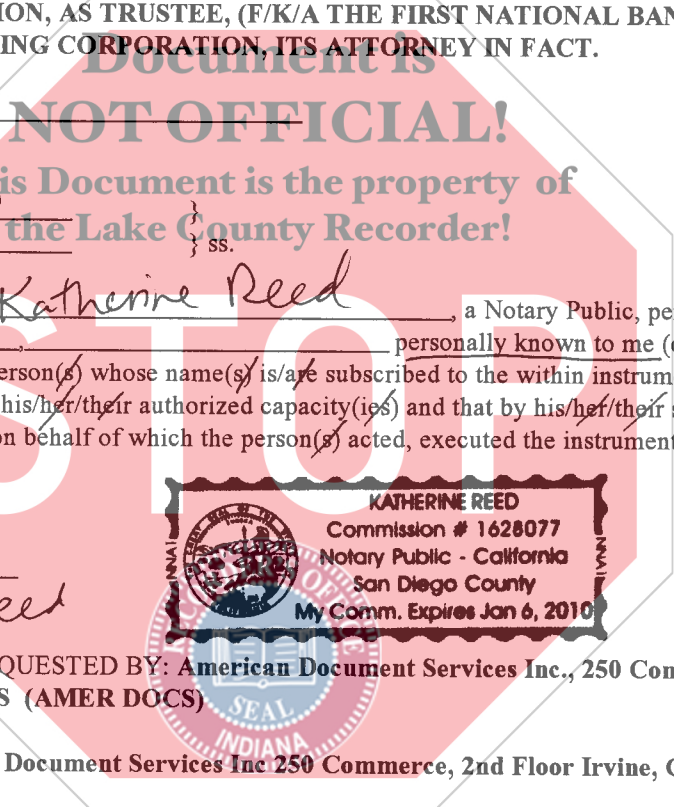 ION, AS TRUSTEE, (F/K/A THE FIRST NATIONAL BAN
ING CORPORATION, ITS ATTORNEY IN FACT.
Document is
NOT OFFICIAL!
is Document is the property of
the Lake County Recorder!
} ss.
Katherine Reed, a Notary Public, pe
, personally known to me (
erson(s) whose name(s) is/are subscribed to the within instrum
his/her/their authorized capacity(ies) and that by his/her/their s
on behalf of which the person(s) acted, executed the instrument
STOP
KATHERINE REED
Commission # 1628077
Notary Public - California
San Diego County
My Comm. Expires Jan 6, 2010
NNA
NNA
eed
QUESTED BY: American Document Services Inc., 250 Com
S (AMER DOCS)
SEAL
INDIANA
Document Services Inc 250 Commerce, 2nd Floor Irvine, C